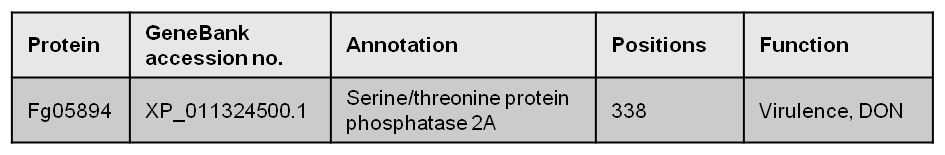 Protein
GeneBank
accession no.
Annotation
Positions
Function
Fg05894
XP_011324500.1
Serine/threonine protein
phosphatase 2A
338
Virulence, DON